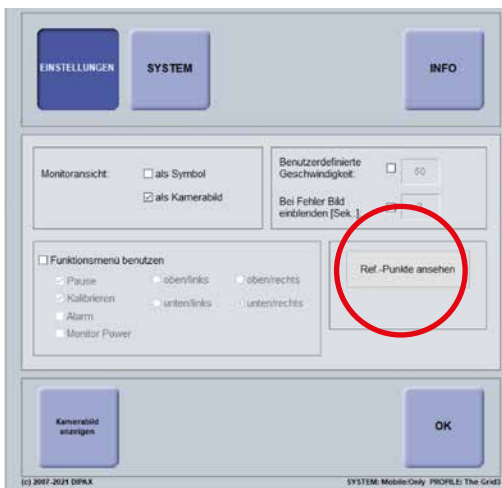 EINSTELLUNGEN
SYSTEM
INFO
Monitoransicht:
als Symbol
als Kamerabild
Benutzerdefinierte
Geschwindigkeit:
50
Bei Fehler Bild
einblenden [Sek.]
Funktionsmenü benutzen
Pause
oben/links
oben/rechts
Kalibrieren
unten/links
unten/rechts
Alarm
Monitor Power
Ref.-Punkte ansehen
Kamerabild
anzeigen
OK
(c) 2007-2021 DIPAX
SYSTEM: Mobile:Only PROFILE: The Grid3